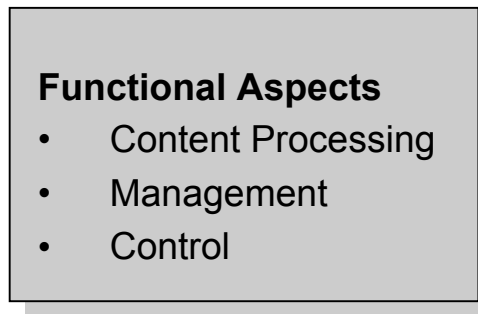 Functional Aspects
• Content Processing
• Management
• Control